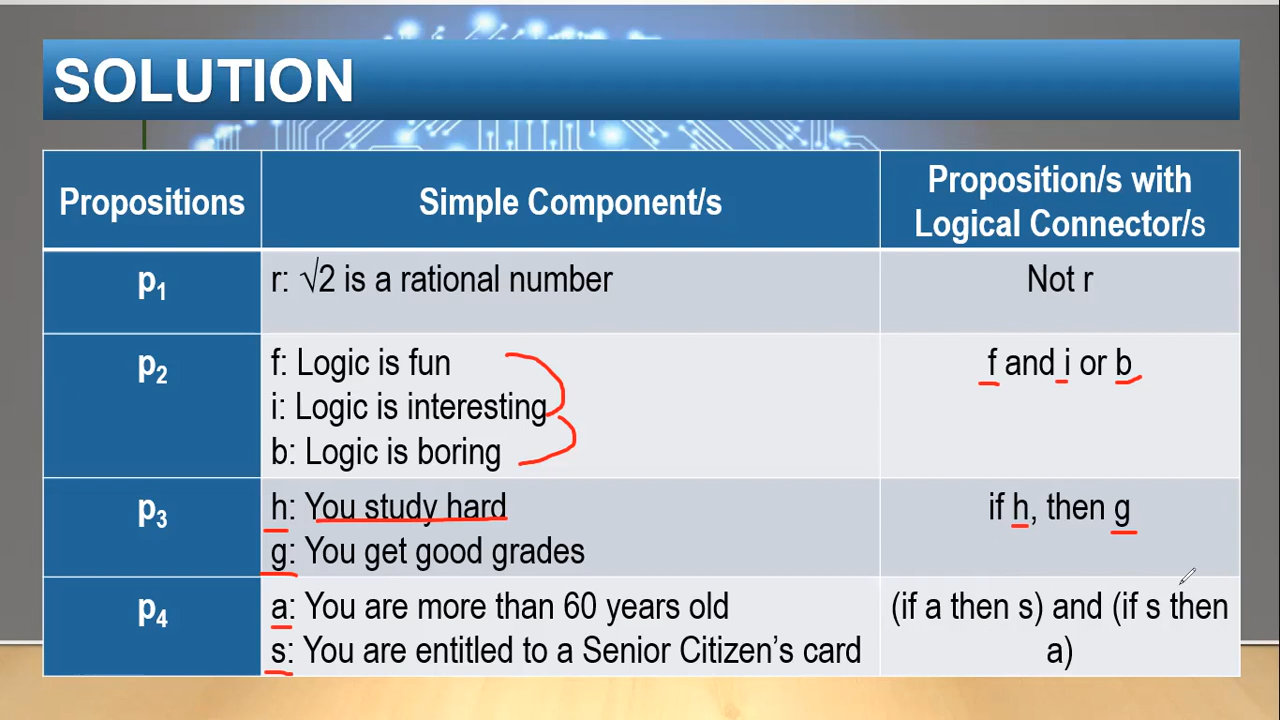 SOLUTION
Propositions
Simple Component/s
Proposition/s with
Logical Connector/s
p₁
r: √2 is a rational number
Not r
p₂
f: Logic is fun
i: Logic is interesting
b: Logic is boring
f and i or b
p₃
h: You study hard
g: You get good grades
if h, then g
p₄
a: You are more than 60 years old
s: You are entitled to a Senior Citizen’s card
(if a then s) and (if s then
a)